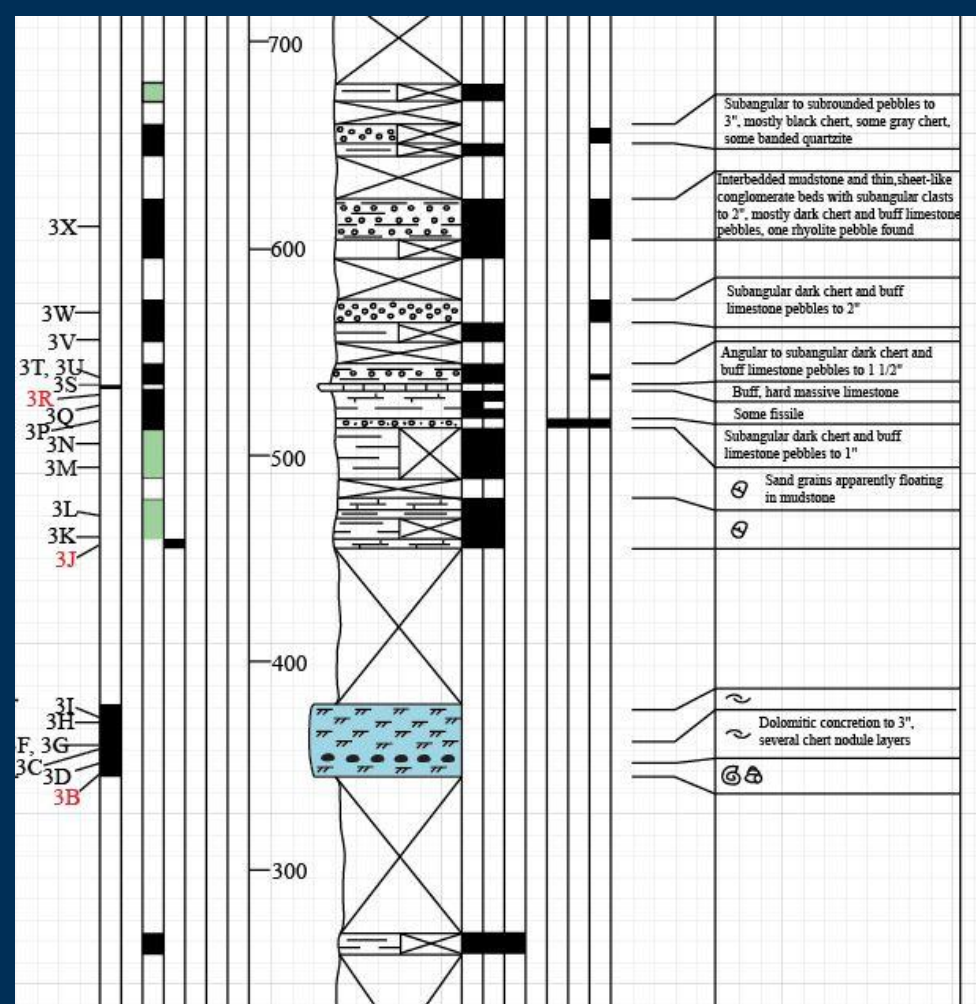 700
Subangular to subrounded pebbles to
3", mostly black chert, some gray chert,
some banded quartzite
Interbedded mudstone and thin,sheet-like
conglomerate beds with subangular clasts
to 2", mostly dark chert and buff limestone
pebbles, one rhyolite pebble found
3X
600
Subangular dark chert and buff
limestone pebbles to 2"
3W
3V
Angular to subangular dark chert and
buff limestone pebbles to 1 1/2"
3T, 3U
3S
3R
Buff, hard massive limestone
3Q
Some fissile
3P
3N
Subangular dark chert and buff
limestone pebbles to 1"
500
3M
Sand grains apparently floating
in mudstone
3L
3K
3J
400
3I
3H
Dolomitic concretion to 3",
several chert nodule layers
F, 3G
3C
3D
3B
300